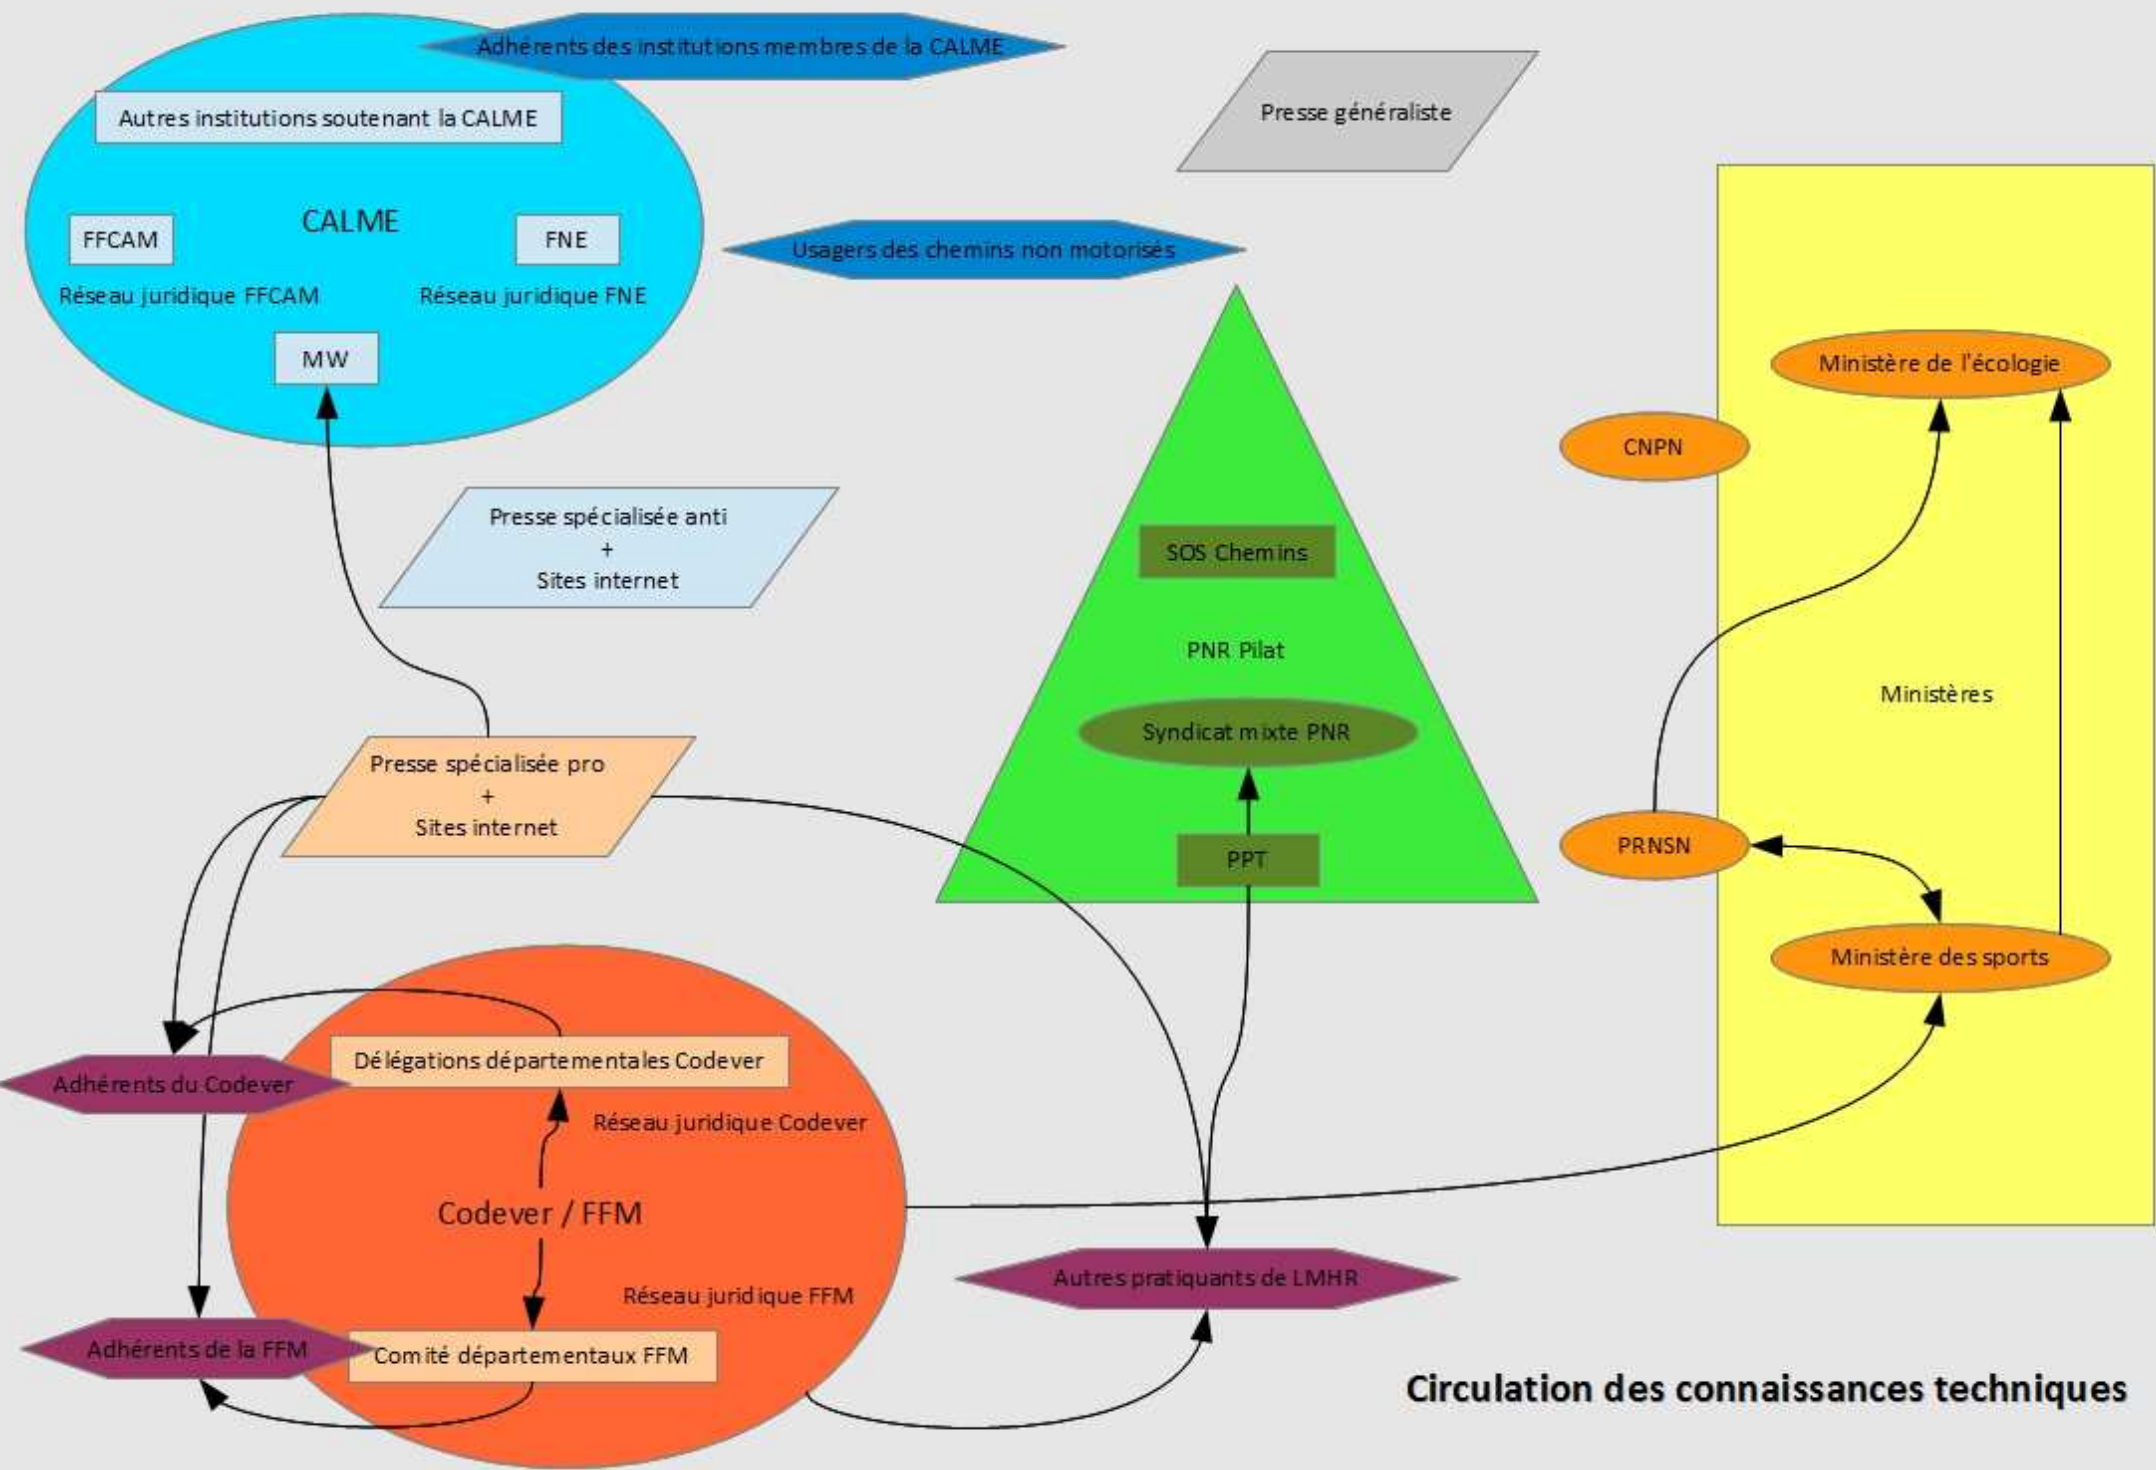 Adhérents des institutions membres de la CALME
Autres institutions soutenant la CALME
CALME
FFCAM
FNE
Réseau juridique FFCAM
Réseau juridique FNE
MW
Presse généraliste
Usagers des chemins non motorisés
Presse spécialisée anti
+
Sites internet
Presse spécialisée pro
+
Sites internet
SOS Chemins
PNR Pilat
Syndicat mixte PNR
PPT
Ministère de l'écologie
CNPN
Ministères
PRNSN
Ministère des sports
Délégations départementales Codever
Adhérents du Codever
Réseau juridique Codever
Codever / FFM
Réseau juridique FFM
Adhérents de la FFM
Comité départementaux FFM
Autres pratiquants de LMHR
Circulation des connaissances techniques